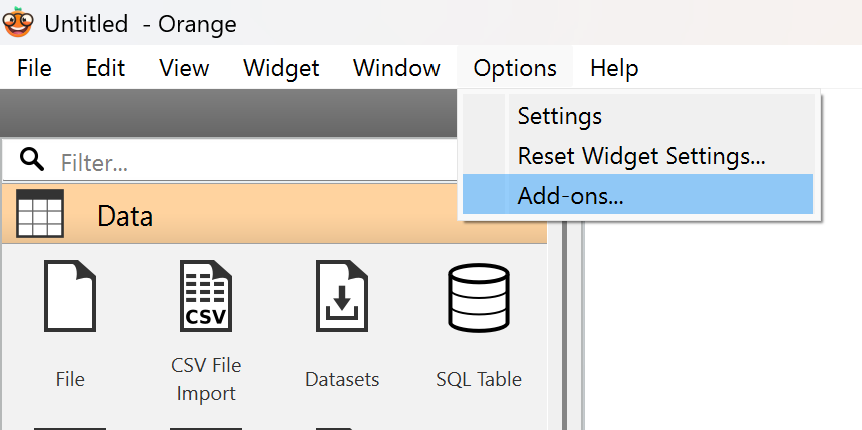 Untitled - Orange
File Edit View Widget Window Options Help
Settings
Reset Widget Settings...
Add-ons...
Filter...
Data
CSV
File
CSV File
Import
Datasets
SQL Table